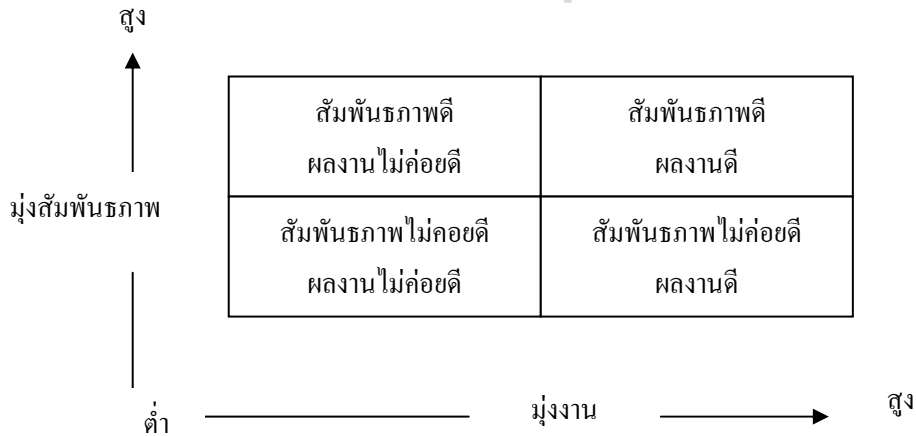 สูง
สัมพันธภาพดี
ผลงานไม่ค่อยดี
สัมพันธภาพดี
ผลงานดี
มุ่งสัมพันธภาพ
สัมพันธภาพไม่คอยดี
ผลงานไม่ค่อยดี
สัมพันธภาพไม่ค่อยดี
ผลงานดี
ต่ำ
มุ่งงาน
สูง